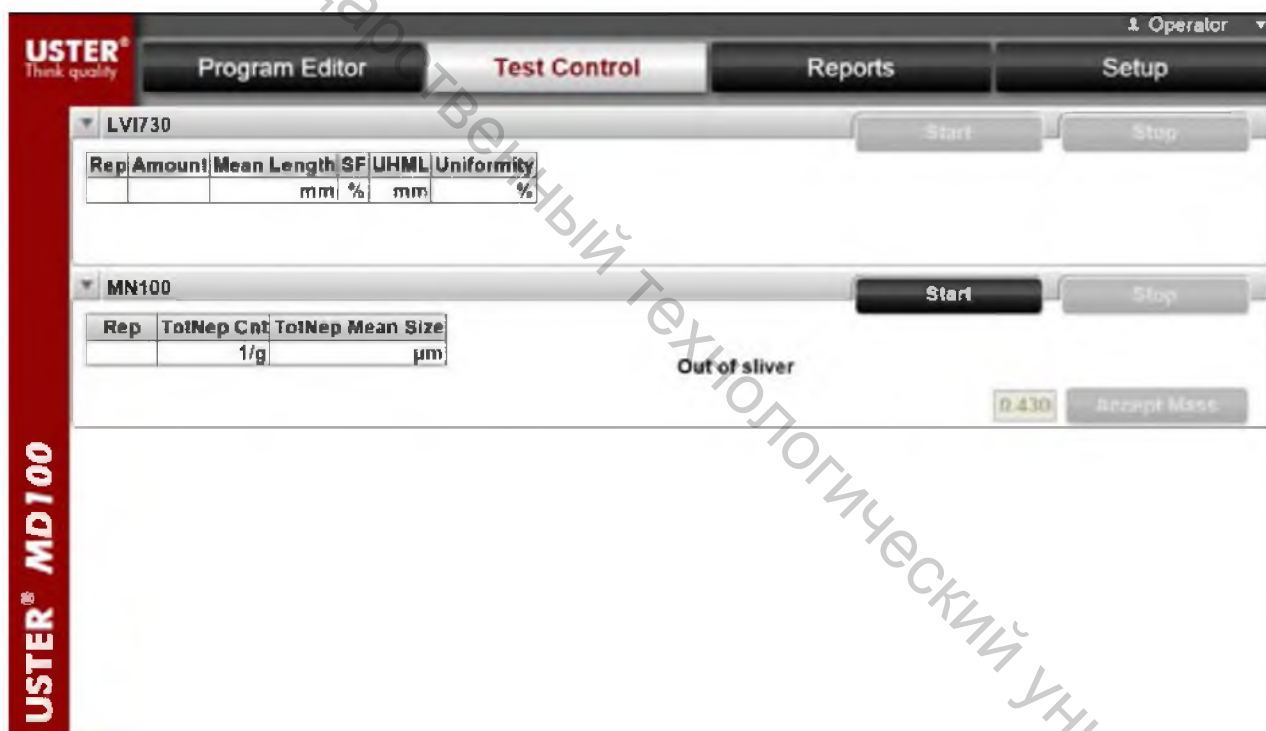 Operator
USTER®
Think quality
Program Editor
Test Control
Reports
Setup
LVI730
Start
Stop
Rep Amount Mean Length SF UHML Uniformity
mm % mm %
MN100
Start
Stop
Rep TotNep Cnt TotNep Mean Size
1/g µm
Out of sliver
0.430
Accept Mass
USTER® MD100
технологический